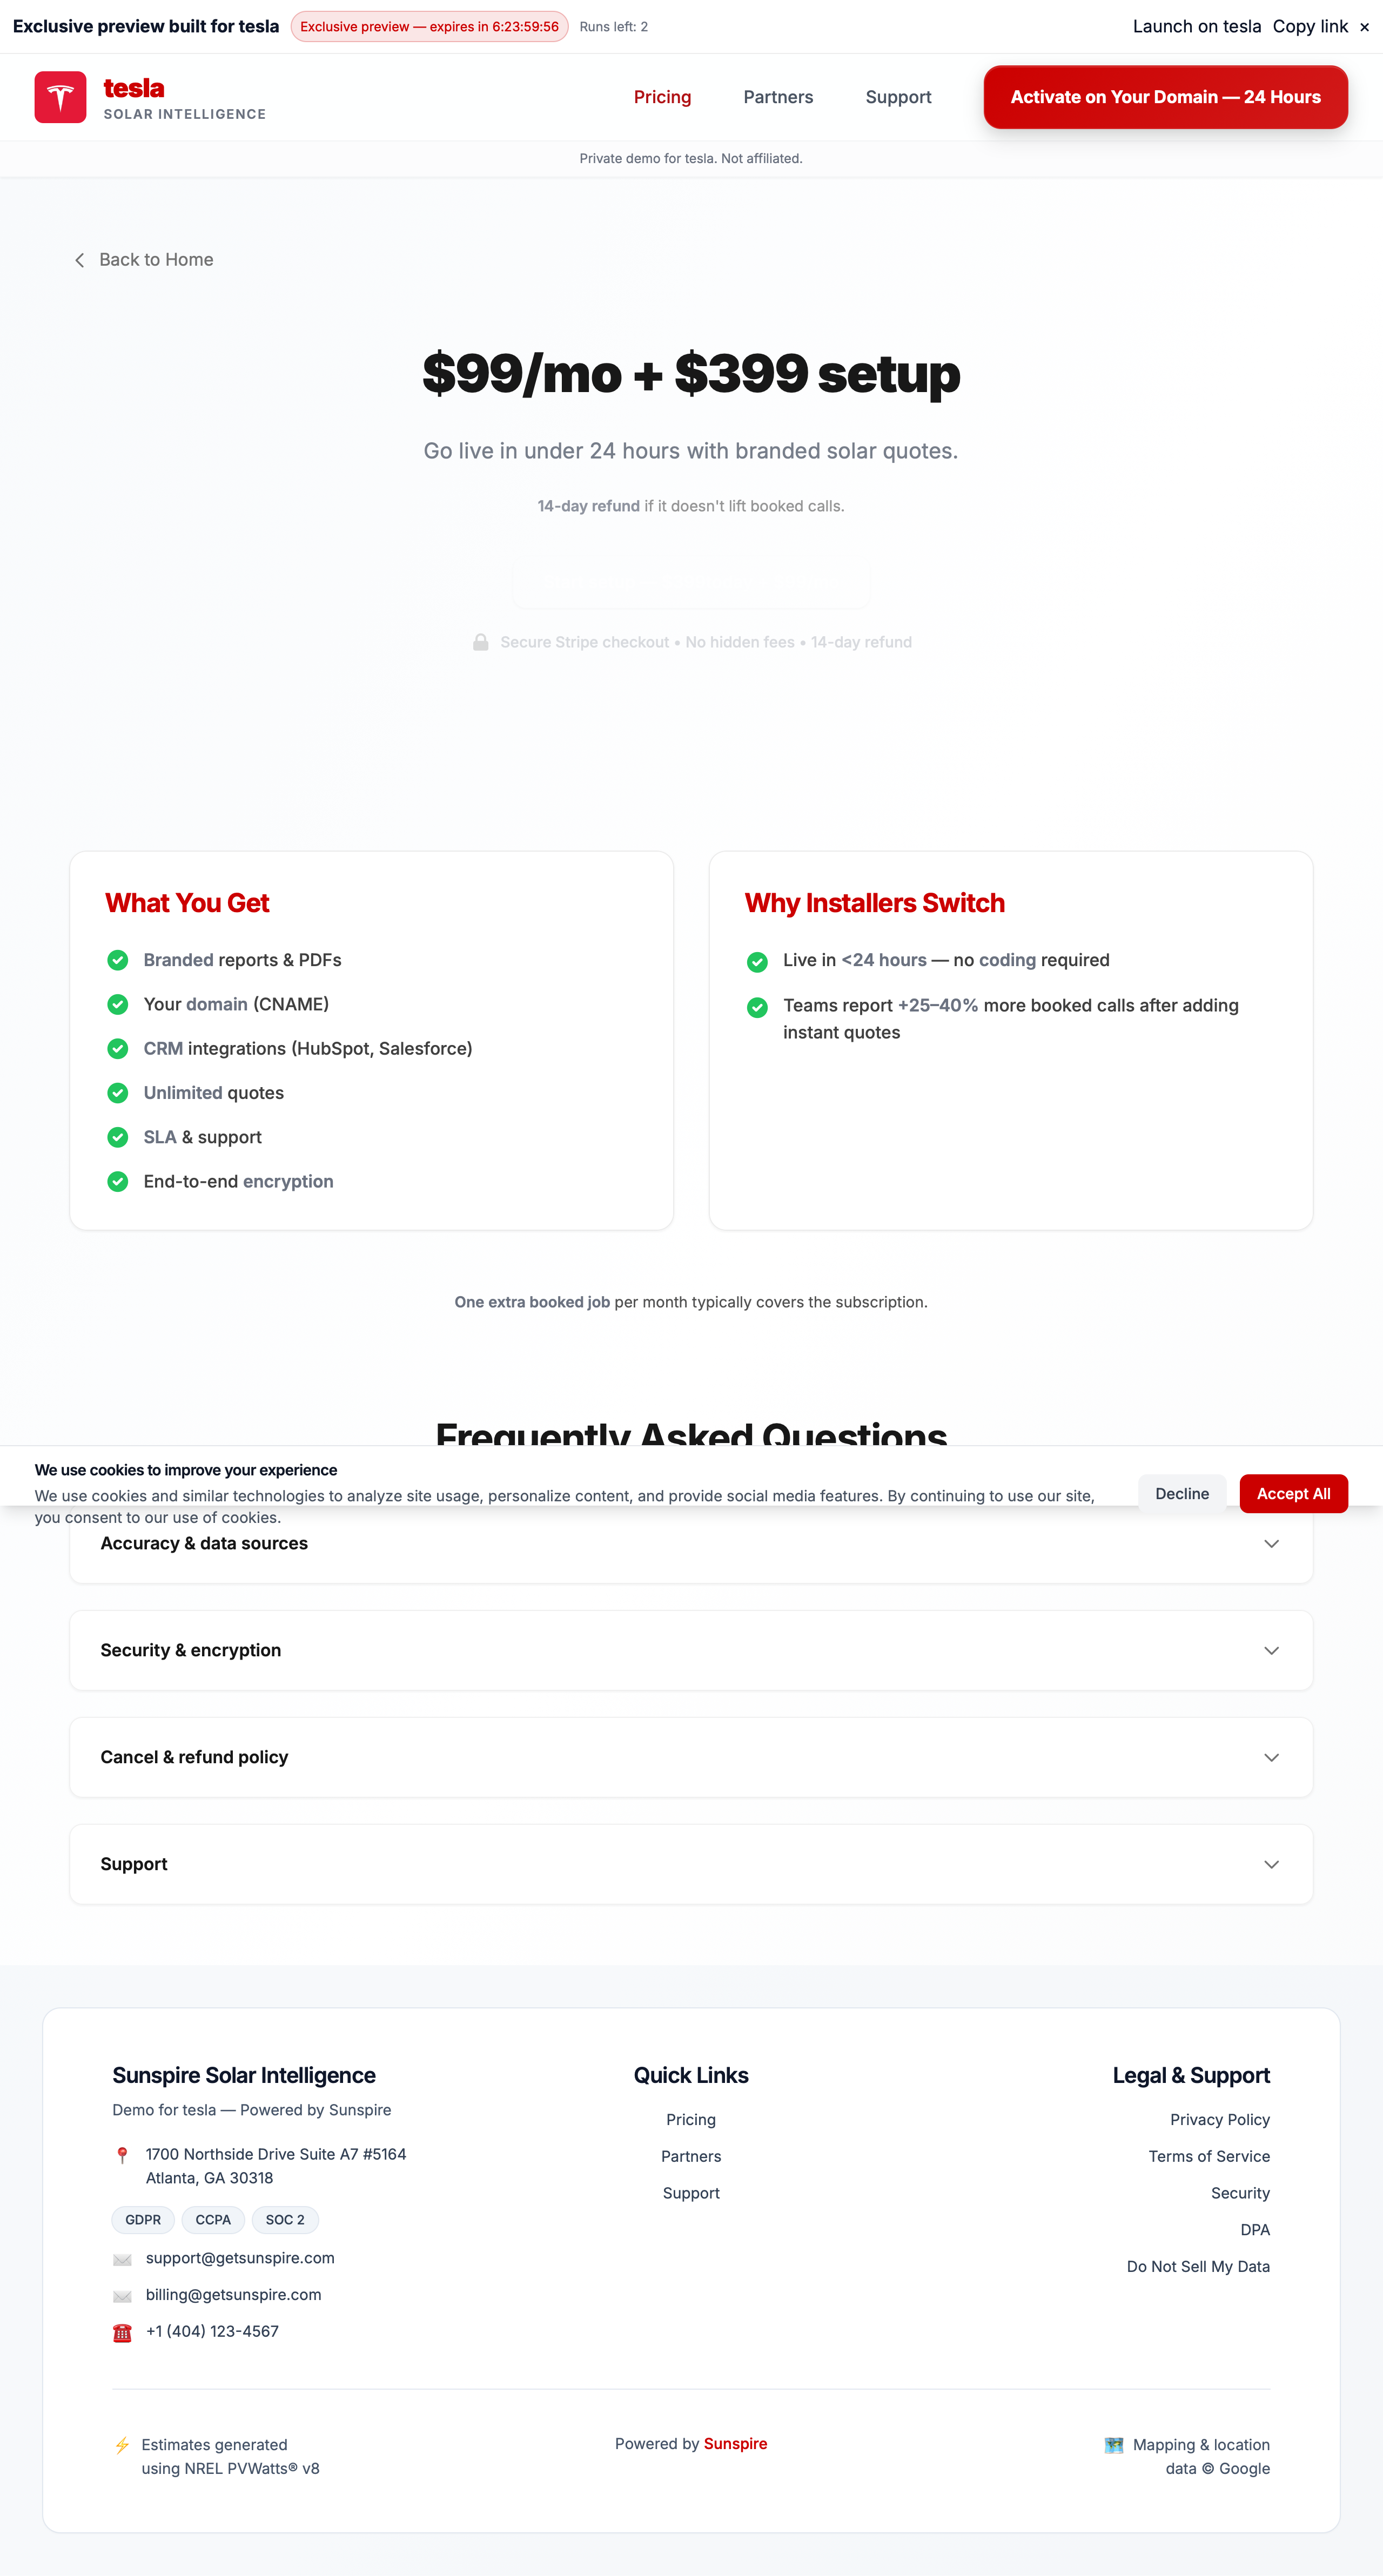 Exclusive preview built for tesla
Exclusive preview — expires in 6:23:59:56
Runs left: 2
Launch on tesla
Copy link
×
tesla
SOLAR INTELLIGENCE
Pricing
Partners
Support
Activate on Your Domain — 24 Hours
Private demo for tesla. Not affiliated.
Back to Home
$99/mo + $399 setup
Go live in under 24 hours with branded solar quotes.
14-day refund if it doesn't lift booked calls.
Secure Stripe checkout • No hidden fees • 14-day refund
What You Get
Branded reports & PDFs
Your domain (CNAME)
CRM integrations (HubSpot, Salesforce)
Unlimited quotes
SLA & support
End-to-end encryption
Why Installers Switch
Live in <24 hours — no coding required
Teams report +25–40% more booked calls after adding
instant quotes
One extra booked job per month typically covers the subscription.
Frequently Asked Questions
We use cookies to improve your experience
We use cookies and similar technologies to analyze site usage, personalize content, and provide social media features. By continuing to use our site,
you consent to our use of cookies.
Decline
Accept All
Accuracy & data sources
Security & encryption
Cancel & refund policy
Support
Sunspire Solar Intelligence
Demo for tesla — Powered by Sunspire
1700 Northside Drive Suite A7 #5164
Atlanta, GA 30318
GDPR
CCPA
SOC 2
support@getsunspire.com
billing@getsunspire.com
+1 (404) 123-4567
Quick Links
Pricing
Partners
Support
Legal & Support
Privacy Policy
Terms of Service
Security
DPA
Do Not Sell My Data
Estimates generated
using NREL PVWatts® v8
Powered by Sunspire
Mapping & location
data © Google